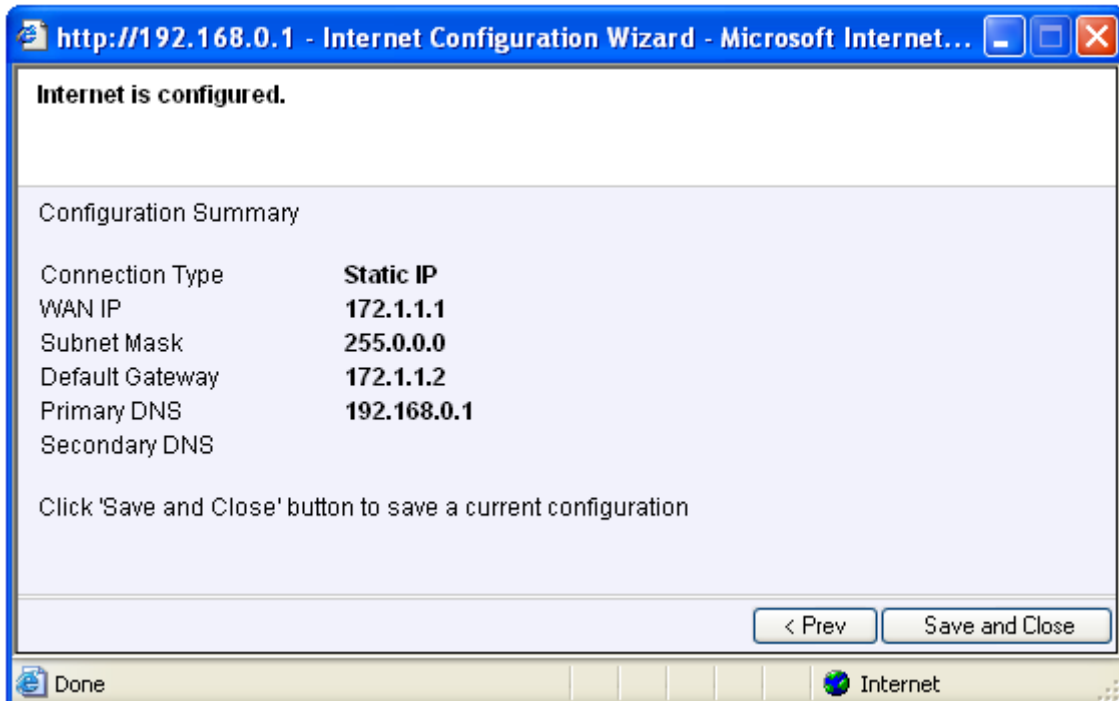 http://192.168.0.1 - Internet Configuration Wizard - Microsoft Internet...
Internet is configured.
Configuration Summary
Connection Type Static IP
WAN IP 172.1.1.1
Subnet Mask 255.0.0.0
Default Gateway 172.1.1.2
Primary DNS 192.168.0.1
Secondary DNS
Click 'Save and Close' button to save a current configuration
< Prev Save and Close
Done Internet